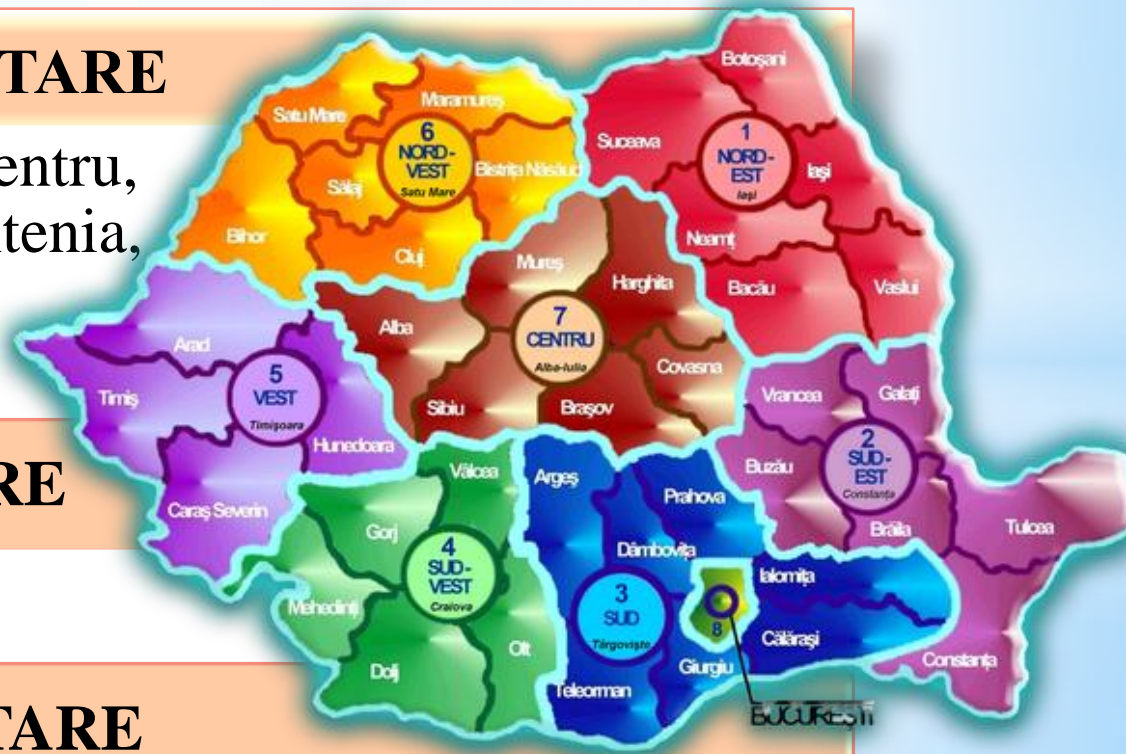 TARE
entru,
tenia,
RE
TARE
Satu Mare
Maramureș
6
NORD-
VEST
Satu Mare
Sălaj
Bistrița Năsăud
Bihor
Cluj
Botoșani
Suceava
1
NORD-
EST
Iași
Iași
Neamț
Bacău
Vaslui
Mureș
Harghita
Alba
7
CENTRU
Alba-Iulia
Covasna
Sibiu
Brașov
Arad
Timiș
5
VEST
Timișoara
Hunedoara
Caraș Severin
Vrancea
Galați
2
SUD-
EST
Constanța
Buzău
Brăila
Tulcea
Constanța
Vâlcea
Gorj
4
SUD-
VEST
Craiova
Mehedinți
Dolj
Olt
Argeș
Prahova
Dâmbovița
3
SUD
Târgoviște
8
Ialomița
Călărași
Giurgiu
Teleorman
BUCUREȘTI